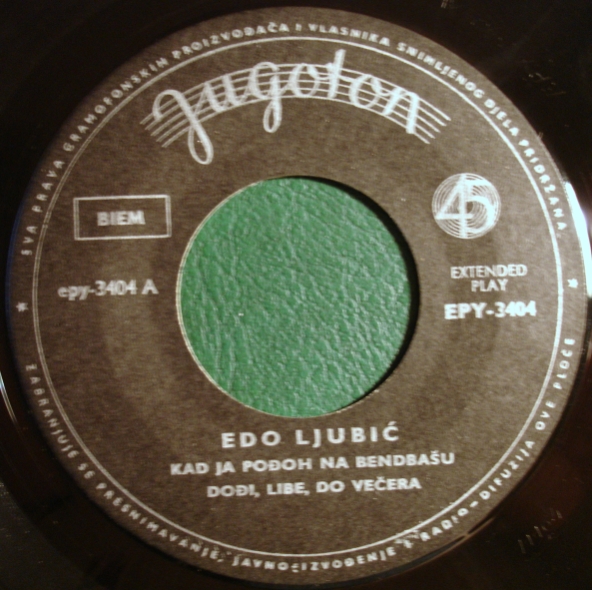 SVA PRAVA GRAMOFONSKIH PROIZVOĐAČA I VLASNIKA SNIMLJENOG DJELA PRIDRŽANA
Jugoton
BIEM
45
epy-3404 A
EXTENDED
PLAY
EPY-3404
EDO LJUBIĆ
KAD JA POĐOH NA BENDBAŠU
DOĐI, LIBE, DO VEČERA
ZABRANJUJE SE PRESNIMAVANJE, JAVNO IZVOĐENJE I RADIO-DIFUZIJA OVE PLOČE